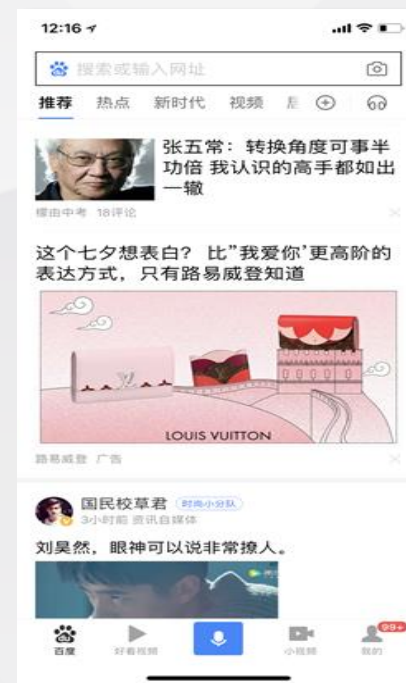 12:16
搜索或输入网址
推荐 热点 新时代 视频
张五常：转换角度可事半
功倍 我认识的高手都如出
一辙
18评论
这个七夕想表白？ 比”我爱你’更高阶的
表达方式，只有路易威登知道
LOUIS VUITTON
路易威登 广告
国民校草君 时尚小分队
3小时前 资讯自媒体
刘昊然，眼神可以说非常撩人。
99+
百度 好看视频 小视频 我的